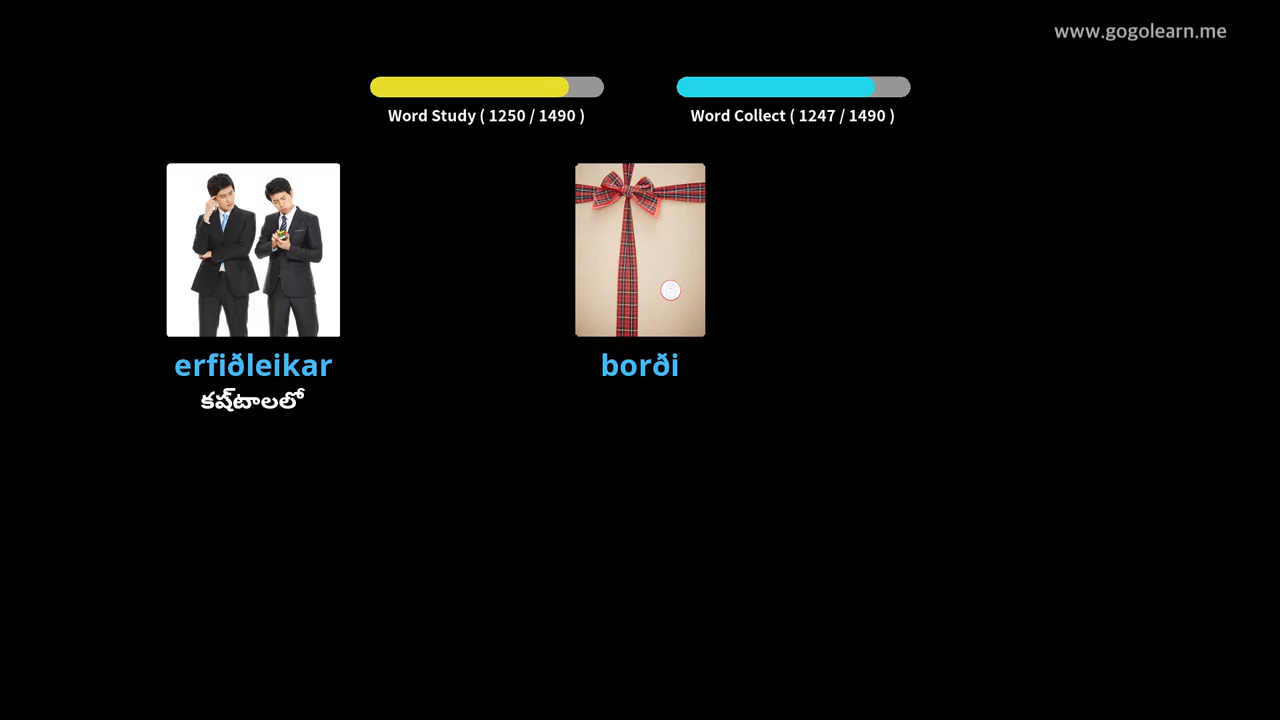 www.gogolearn.me
Word Study ( 1250 / 1490 )
Word Collect ( 1247 / 1490 )
erfiðleikar
borði
కష్టాలలో